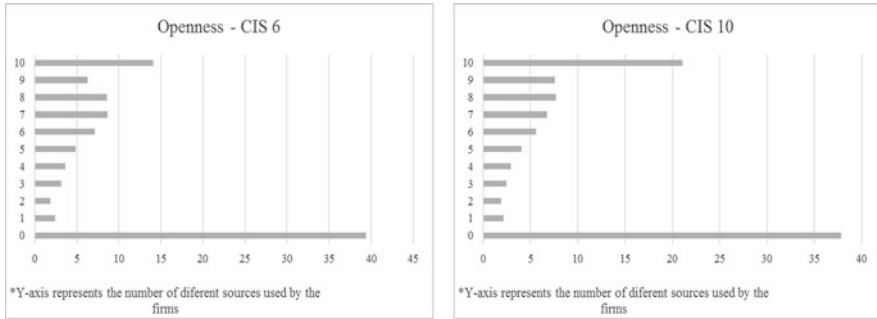 Openness - CIS 6
10
9
8
7
6
5
4
3
2
1
0
0 5 10 15 20 25 30 35 40 45
*Y-axis represents the number of diferent sources used by the
firms
Openness - CIS 10
10
9
8
7
6
5
4
3
2
1
0
0 5 10 15 20 25 30 35 40
*Y-axis represents the number of diferent sources used by the
firms